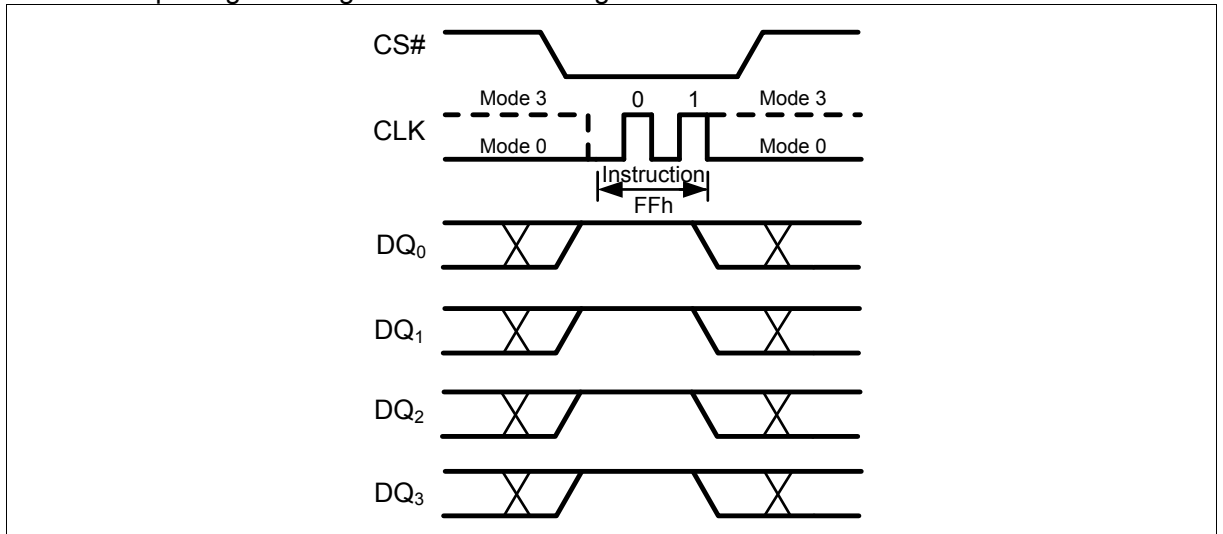 CS#
Mode 3 0 1 Mode 3
CLK
Mode 0 Mode 0
Instruction
FFh
DQ0
DQ1
DQ2
DQ3